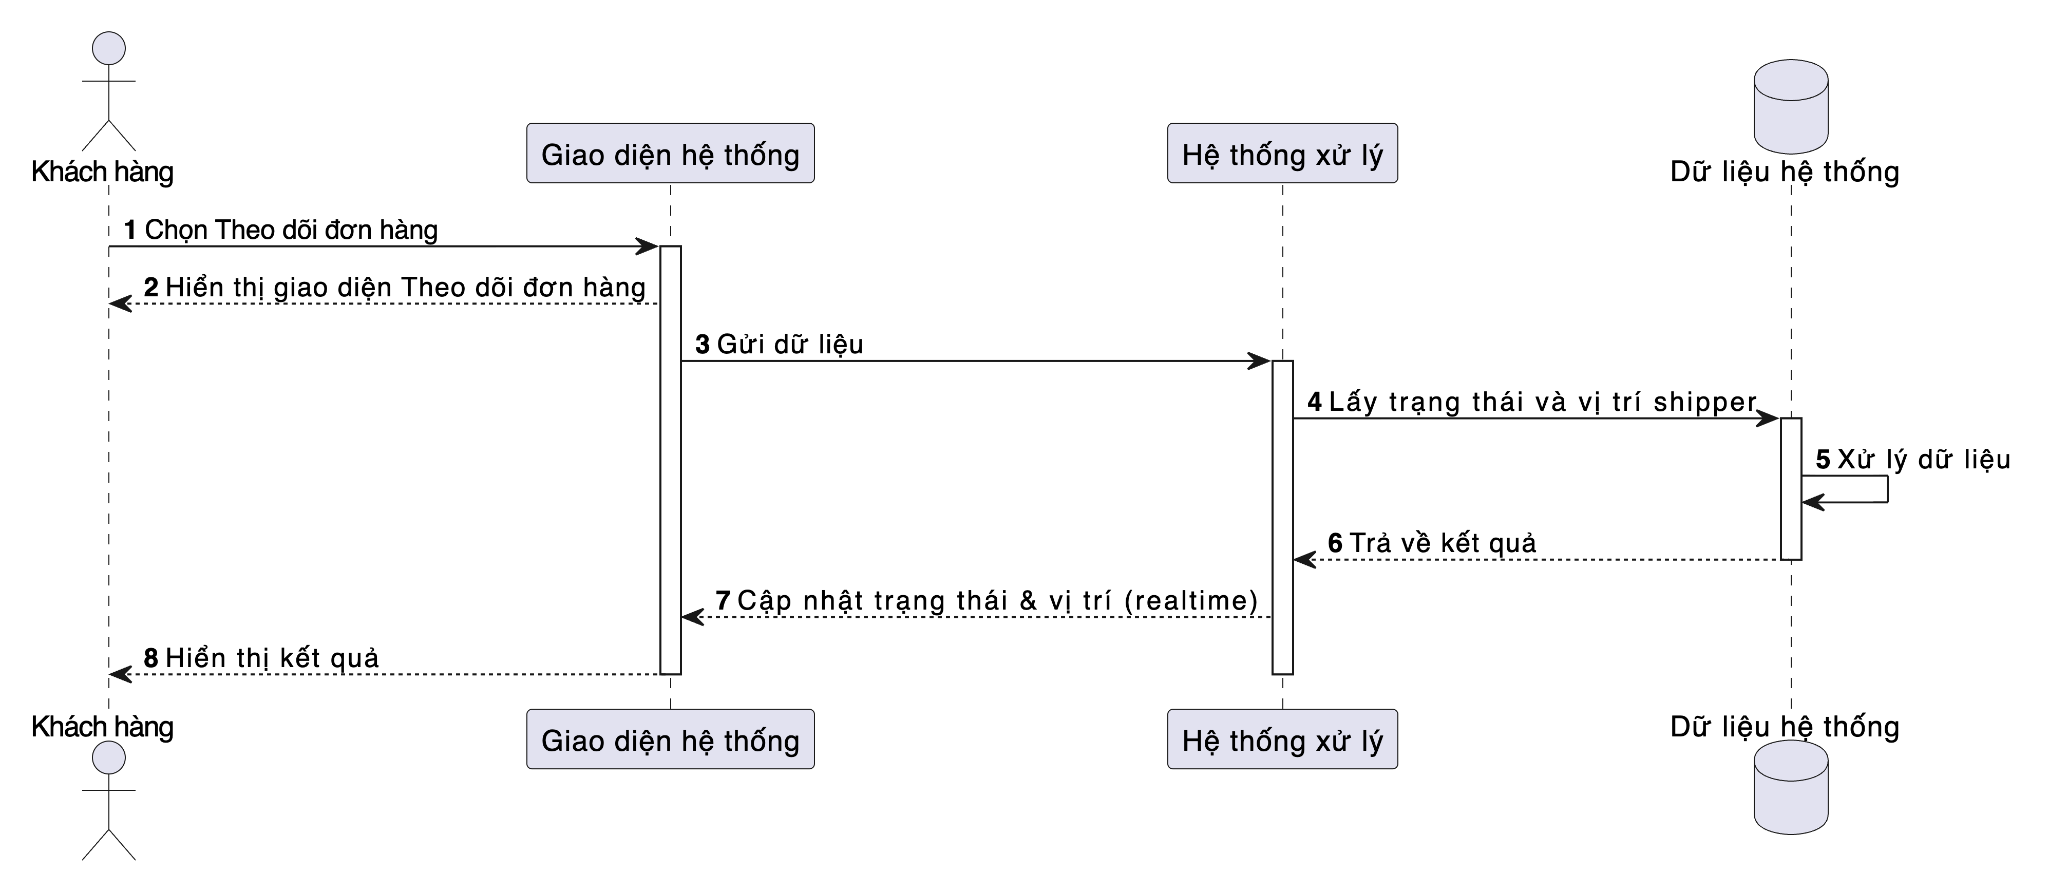 Khách hàng
Giao diện hệ thống
Hệ thống xử lý
Dữ liệu hệ thống
1 Chọn Theo dõi đơn hàng
2 Hiển thị giao diện Theo dõi đơn hàng
3 Gửi dữ liệu
4 Lấy trạng thái và vị trí shipper
5 Xử lý dữ liệu
6 Trả về kết quả
7 Cập nhật trạng thái & vị trí (realtime)
8 Hiển thị kết quả
Khách hàng
Giao diện hệ thống
Hệ thống xử lý
Dữ liệu hệ thống